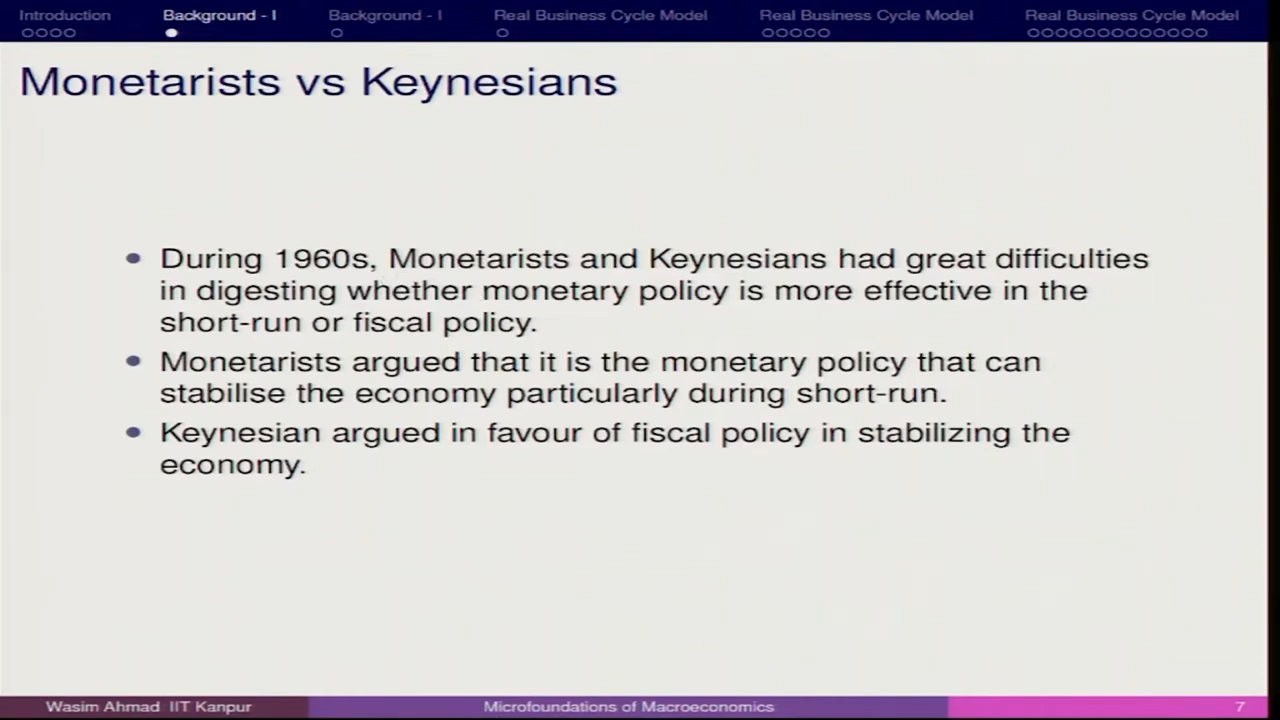 Introduction Background - I Background - I Real Business Cycle Model Real Business Cycle Model Real Business Cycle Model
Monetarists vs Keynesians
• During 1960s, Monetarists and Keynesians had great difficulties
in digesting whether monetary policy is more effective in the
short-run or fiscal policy.
• Monetarists argued that it is the monetary policy that can
stabilise the economy particularly during short-run.
• Keynesian argued in favour of fiscal policy in stabilizing the
economy.
Wasim Ahmad IIT Kanpur Microfoundations of Macroeconomics 7